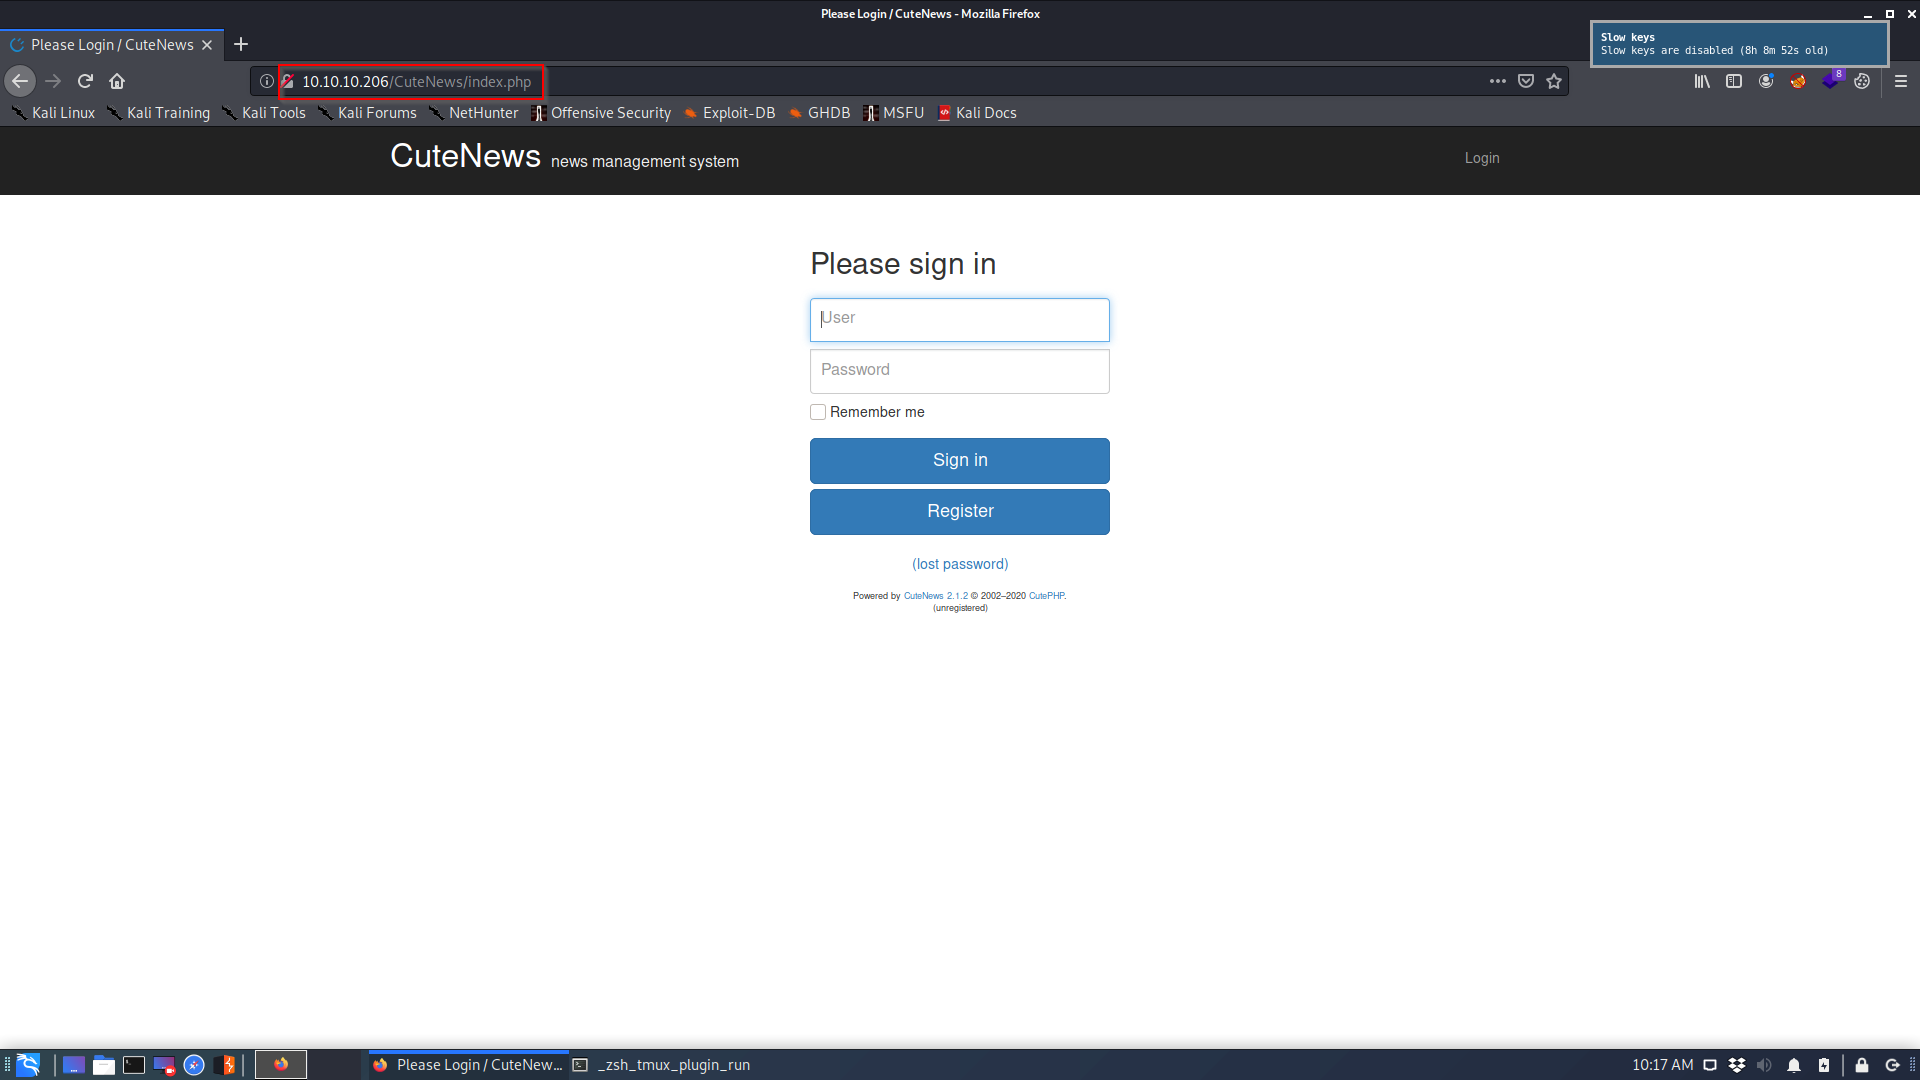 Please Login / CuteNews - Mozilla Firefox
Please Login / CuteNews
Slow keys
Slow keys are disabled (8h 8m 52s old)
10.10.10.206/CuteNews/index.php
8
Kali Linux Kali Training Kali Tools Kali Forums NetHunter Offensive Security Exploit-DB GHDB MSFU Kali Docs
CuteNews news management system
Login
Please sign in
User
Password
Remember me
Sign in
Register
(lost password)
Powered by CuteNews 2.1.2 © 2002–2020 CutePHP.
(unregistered)
Please Login / CuteNew... _zsh_tmux_plugin_run 10:17 AM